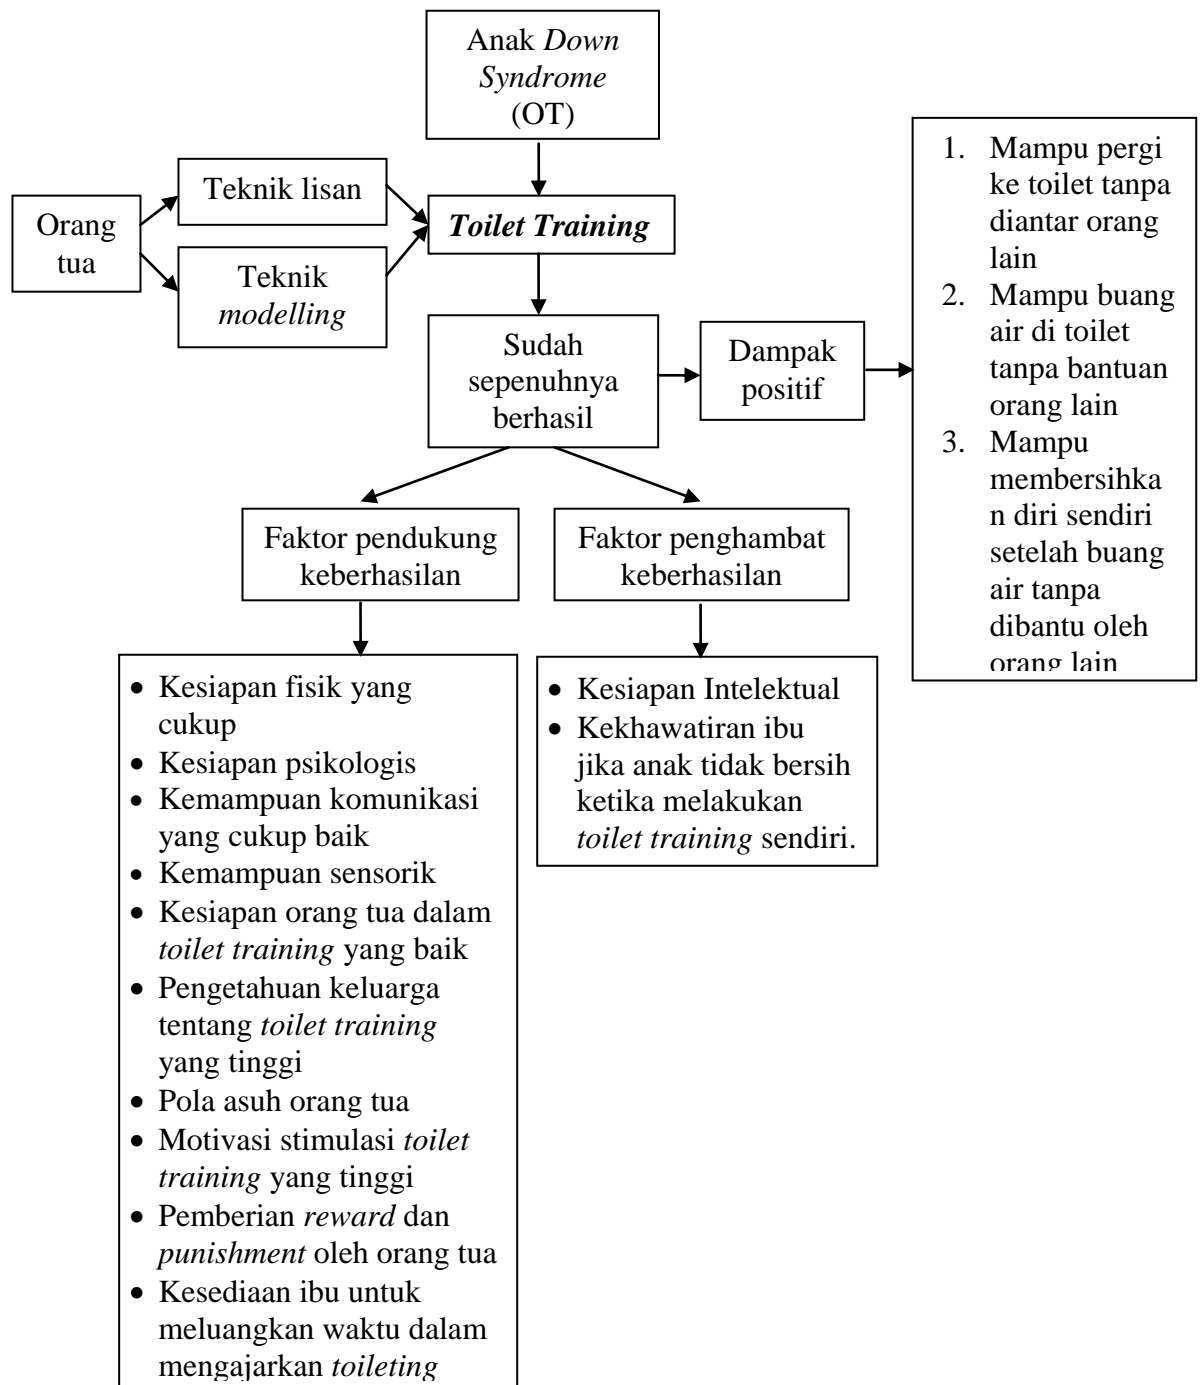 Anak Down
Syndrome
(OT)
Orang
tua
Teknik lisan
Teknik
modelling
Toilet Training
Sudah
sepenuhnya
berhasil
Dampak
positif
1. Mampu pergi
ke toilet tanpa
diantar orang
lain
2. Mampu buang
air di toilet
tanpa bantuan
orang lain
3. Mampu
membersihka
n diri sendiri
setelah buang
air tanpa
dibantu oleh
orang lain
Faktor pendukung
keberhasilan
Faktor penghambat
keberhasilan
• Kesiapan fisik yang
cukup
• Kesiapan psikologis
• Kemampuan komunikasi
yang cukup baik
• Kemampuan sensorik
• Kesiapan orang tua dalam
toilet training yang baik
• Pengetahuan keluarga
tentang toilet training
yang tinggi
• Pola asuh orang tua
• Motivasi stimulasi toilet
training yang tinggi
• Pemberian reward dan
punishment oleh orang tua
• Kesediaan ibu untuk
meluangkan waktu dalam
mengajarkan toileting
• Kesiapan Intelektual
• Kekhawatiran ibu
jika anak tidak bersih
ketika melakukan
toilet training sendiri.